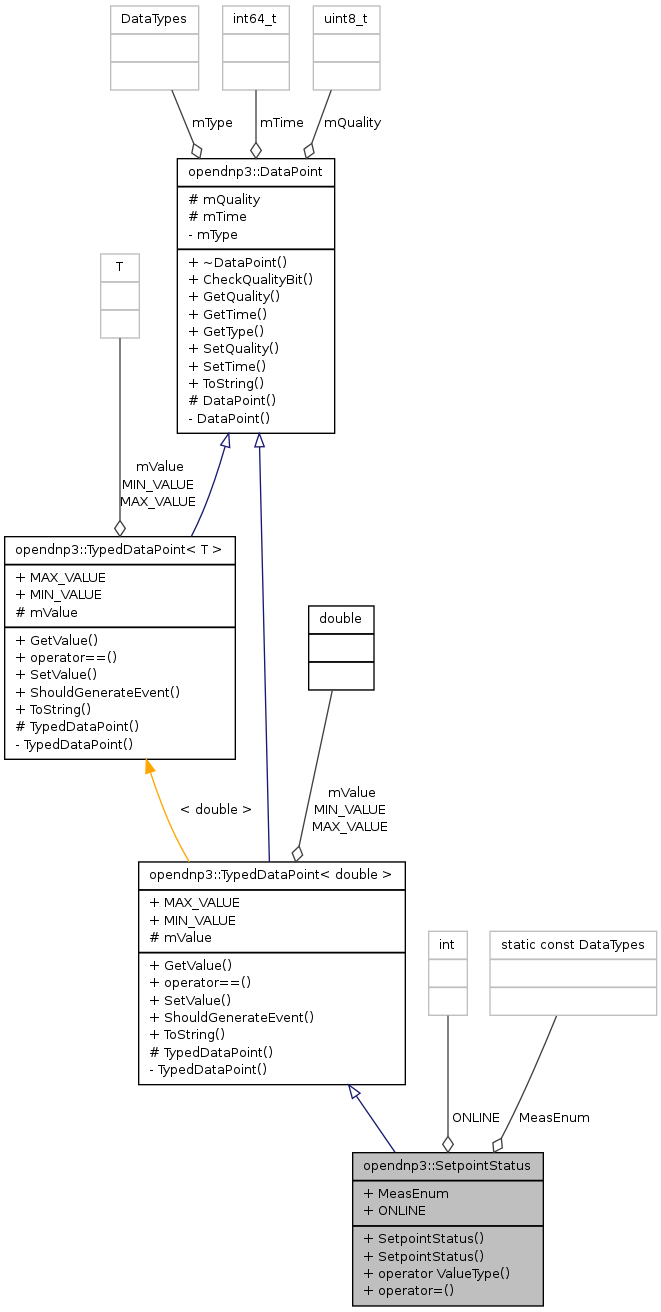 DataTypes
int64_t
uint8_t
mType
mTime
mQuality
opendnp3::DataPoint
# mQuality
# mTime
- mType
+ ~DataPoint()
+ CheckQualityBit()
+ GetQuality()
+ GetTime()
+ GetType()
+ SetQuality()
+ SetTime()
+ ToString()
# DataPoint()
- DataPoint()
T
mValue
MIN_VALUE
MAX_VALUE
opendnp3::TypedDataPoint< T >
+ MAX_VALUE
+ MIN_VALUE
# mValue
+ GetValue()
+ operator==()
+ SetValue()
+ ShouldGenerateEvent()
+ ToString()
# TypedDataPoint()
- TypedDataPoint()
double
< double >
mValue
MIN_VALUE
MAX_VALUE
opendnp3::TypedDataPoint< double >
+ MAX_VALUE
+ MIN_VALUE
# mValue
+ GetValue()
+ operator==()
+ SetValue()
+ ShouldGenerateEvent()
+ ToString()
# TypedDataPoint()
- TypedDataPoint()
int
static const DataTypes
ONLINE
MeasEnum
opendnp3::SetpointStatus
+ MeasEnum
+ ONLINE
+ SetpointStatus()
+ SetpointStatus()
+ operator ValueType()
+ operator=()